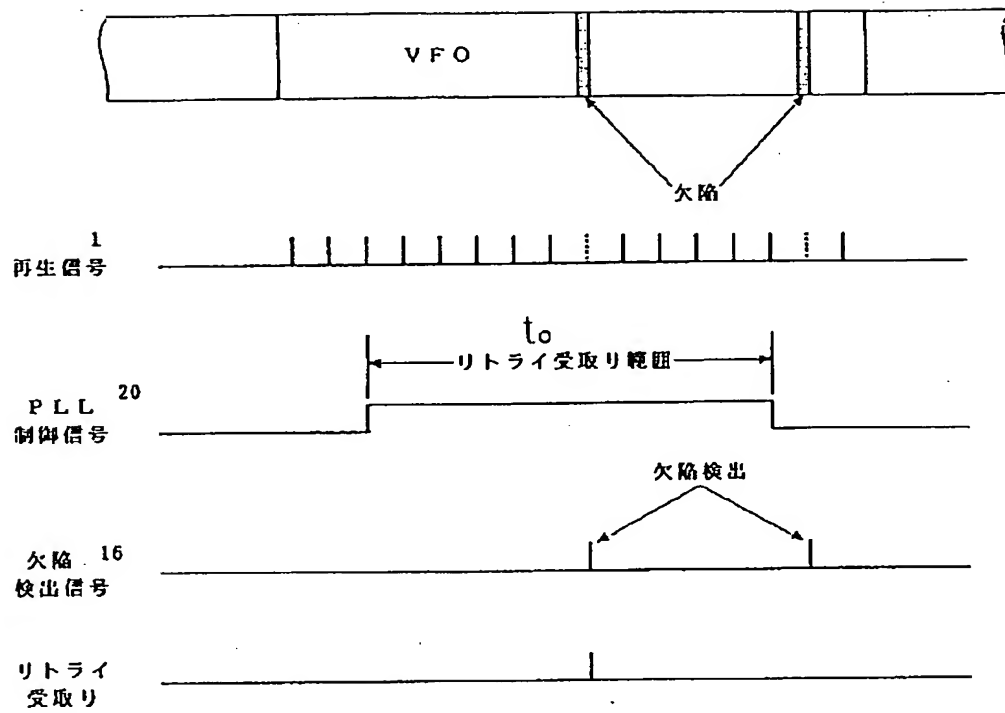 VFO
欠陥
1
再生信号
to
リトライ受取り範囲
PLL 20
制御信号
欠陥検出
欠陥 16
検出信号
リトライ
受取り